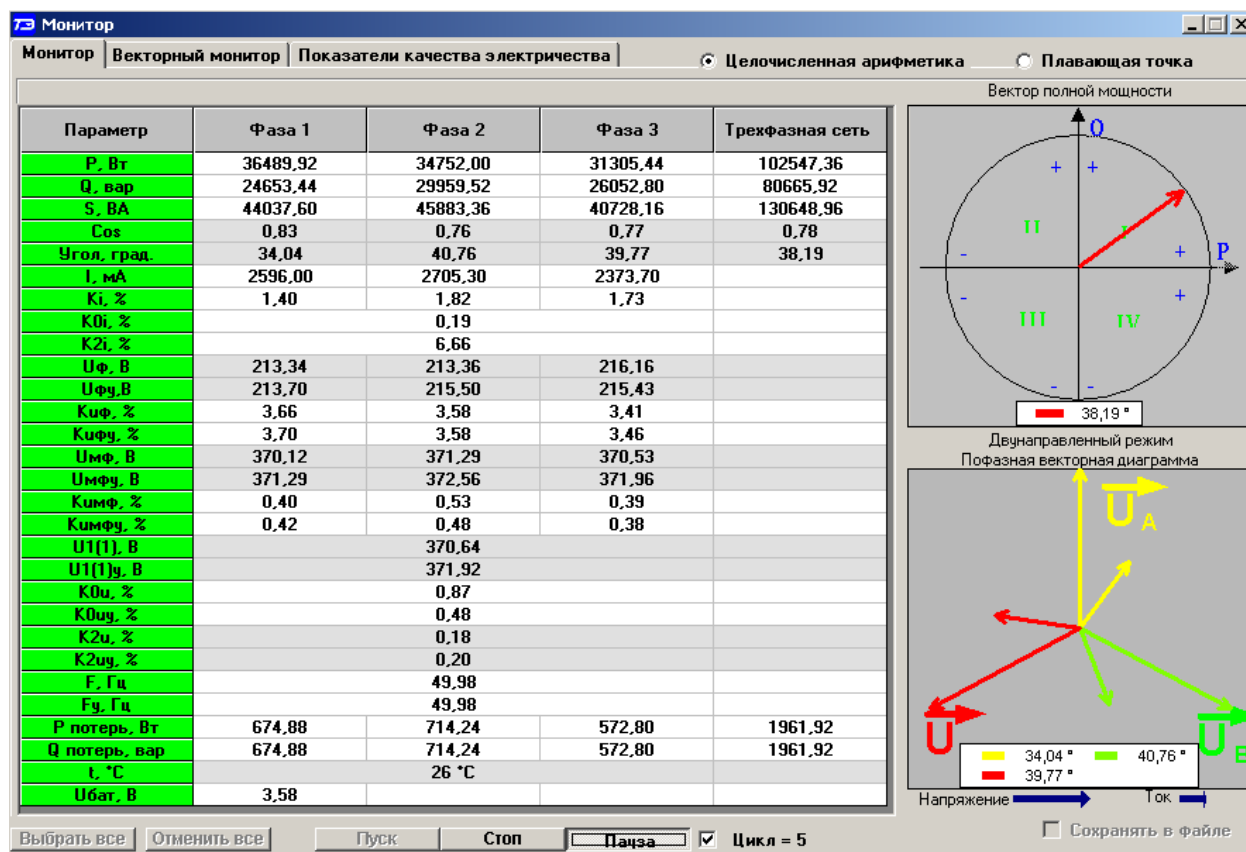 ТЭ Монитор
Монитор Векторный монитор Показатели качества электричества Целочисленная арифметика Плавающая точка
Параметр Фаза 1 Фаза 2 Фаза 3 Трехфазная сеть
P, Вт 36489,92 34752,00 31305,44 102547,36
Q, вар 24653,44 29959,52 26052,80 80665,92
S, ВА 44037,60 45883,36 40728,16 130648,96
Cos 0,83 0,76 0,77 0,78
Угол, град. 34,04 40,76 39,77 38,19
I, мА 2596,00 2705,30 2373,70
Ki, % 1,40 1,82 1,73
K0i, % 0,19
K2i, % 6,66
Uф, В 213,34 213,36 216,16
Uфу,В 213,70 215,50 215,43
Kuф, % 3,66 3,58 3,41
Kuфу, % 3,70 3,58 3,46
Uмф, В 370,12 371,29 370,53
Uмфу, В 371,29 372,56 371,96
Kuмф, % 0,40 0,53 0,39
Kuмфу, % 0,42 0,48 0,38
U1(1), В 370,64
U1(1)у, В 371,92
K0u, % 0,87
K0uу, % 0,48
K2u, % 0,18
K2uу, % 0,20
F, Гц 49,98
Fу, Гц 49,98
P потерь, Вт 674,88 714,24 572,80 1961,92
Q потерь, вар 674,88 714,24 572,80 1961,92
t, °C 26 °C
Uбат, В 3,58
Вектор полной мощности
Q
+ +
II I
- + P
- +
III IV
- -
38,19 °
Двунаправленный режим
Пофазная векторная диаграмма
U A
U U B
34,04 ° 40,76 °
39,77 °
Напряжение Ток
Выбрать все Отменить все Пуск Стоп Пауза Цикл = 5 Сохранять в файле